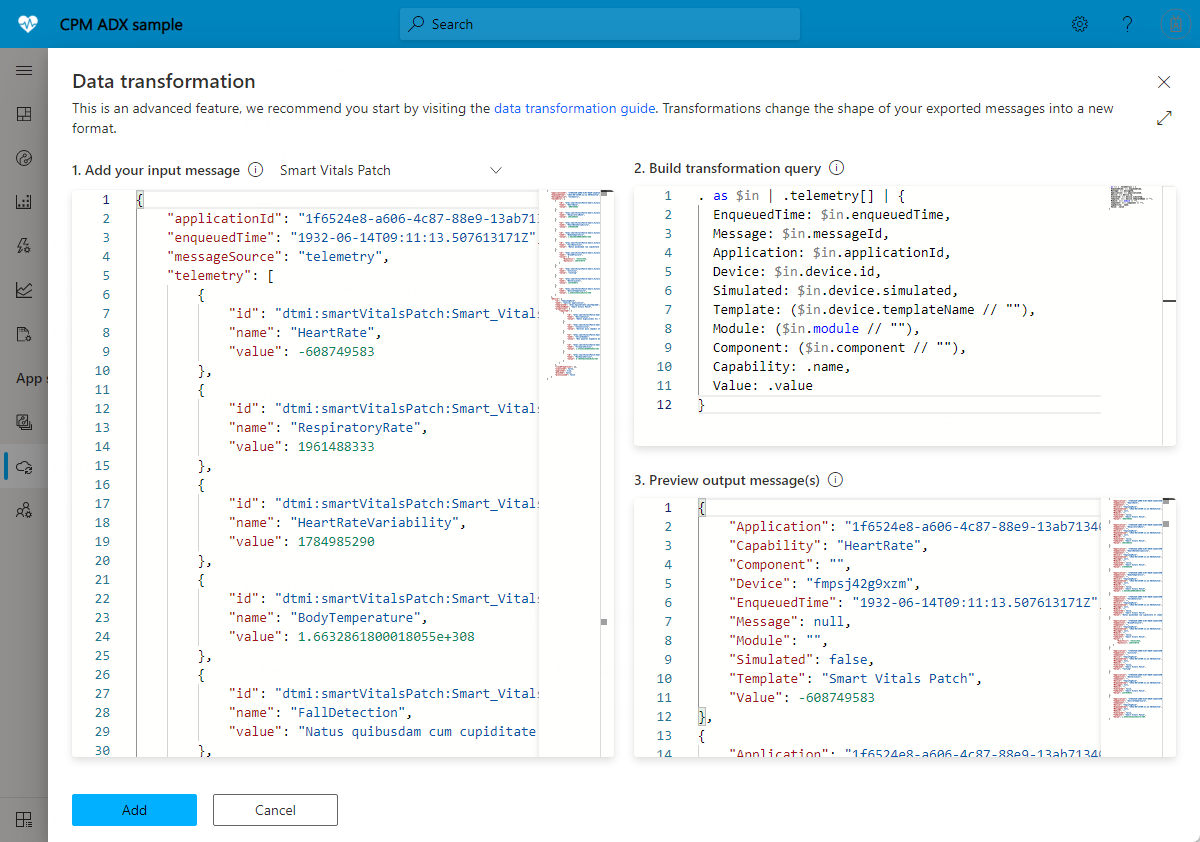 CPM ADX sample
Search
Data transformation
This is an advanced feature, we recommend you start by visiting the data transformation guide. Transformations change the shape of your exported messages into a new
format.
1. Add your input message
Smart Vitals Patch
1 {
2 "applicationId": "1f6524e8-a606-4c87-88e9-13ab71
3 "enqueuedTime": "1932-06-14T09:11:13.507613171Z"
4 "messageSource": "telemetry",
5 "telemetry": [
6 {
7 "id": "dtmi:smartVitalsPatch:Smart_Vitals
8 "name": "HeartRate",
9 "value": -608749583
10 },
11 {
12 "id": "dtmi:smartVitalsPatch:Smart_Vitals
13 "name": "RespiratoryRate",
14 "value": 1961488333
15 },
16 {
17 "id": "dtmi:smartVitalsPatch:Smart_Vitals
18 "name": "HeartRateVariability",
19 "value": 1784985290
20 },
21 {
22 "id": "dtmi:smartVitalsPatch:Smart_Vitals
23 "name": "BodyTemperature",
24 "value": 1.6632861800018055e+308
25 },
26 {
27 "id": "dtmi:smartVitalsPatch:Smart_Vitals
28 "name": "FallDetection",
29 "value": "Natus quibusdam cum cupiditate
30 },
2. Build transformation query
1 . as $in | .telemetry[] | {
2 EnqueuedTime: $in.enqueuedTime,
3 Message: $in.messageId,
4 Application: $in.applicationId,
5 Device: $in.device.id,
6 Simulated: $in.device.simulated,
7 Template: ($in.device.templateName // ""),
8 Module: ($in.module // ""),
9 Component: ($in.component // ""),
10 Capability: .name,
11 Value: .value
12 }
3. Preview output message(s)
1 {
2 "Application": "1f6524e8-a606-4c87-88e9-13ab7134
3 "Capability": "HeartRate",
4 "Component": "",
5 "Device": "fmpsj42g9xzm",
6 "EnqueuedTime": "1932-06-14T09:11:13.507613171Z"
7 "Message": null,
8 "Module": "",
9 "Simulated": false,
10 "Template": "Smart Vitals Patch",
11 "Value": -608749583
12 },
13 {
14 "Application": "1f6524e8-a606-4c87-88e9-13ab7134
App
Add
Cancel